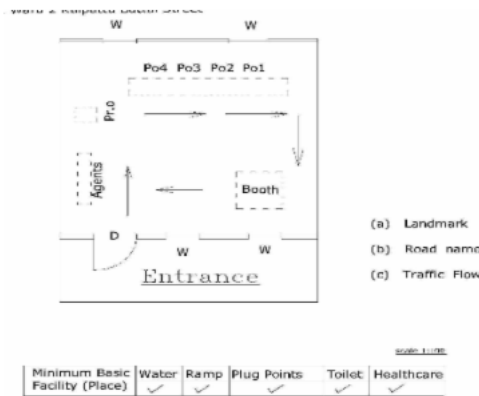 W W
Po4 Po3 Po2 Po1
Pr.o
Agents
Booth
D
W W
Entrance
(a) Landmark
(b) Road name
(c) Traffic Flow
Minimum Basic Facility (Place) Water Ramp Plug Points Toilet Healthcare